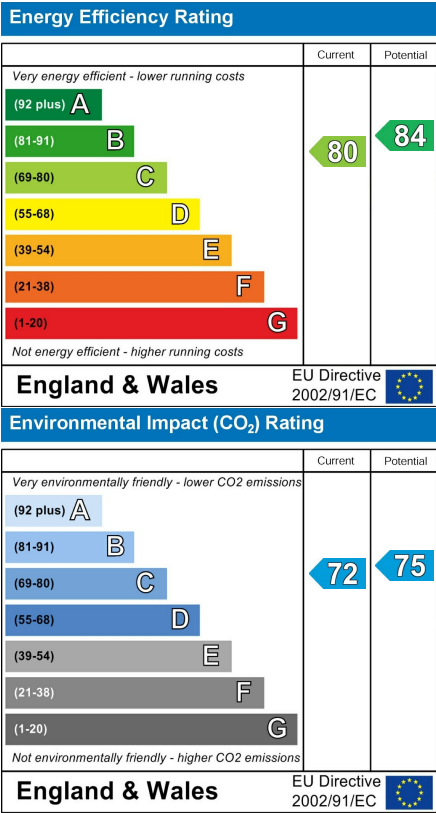 Energy Efficiency Rating
Current Potential
Very energy efficient - lower running costs
(92 plus) A
(81-91) B
(69-80) C
(55-68) D
(39-54) E
(21-38) F
(1-20) G
80
84
Not energy efficient - higher running costs
England & Wales
EU Directive
2002/91/EC
Environmental Impact (CO₂) Rating
Current Potential
Very environmentally friendly - lower CO2 emissions
(92 plus) A
(81-91) B
(69-80) C
(55-68) D
(39-54) E
(21-38) F
(1-20) G
72
75
Not environmentally friendly - higher CO2 emissions
England & Wales
EU Directive
2002/91/EC